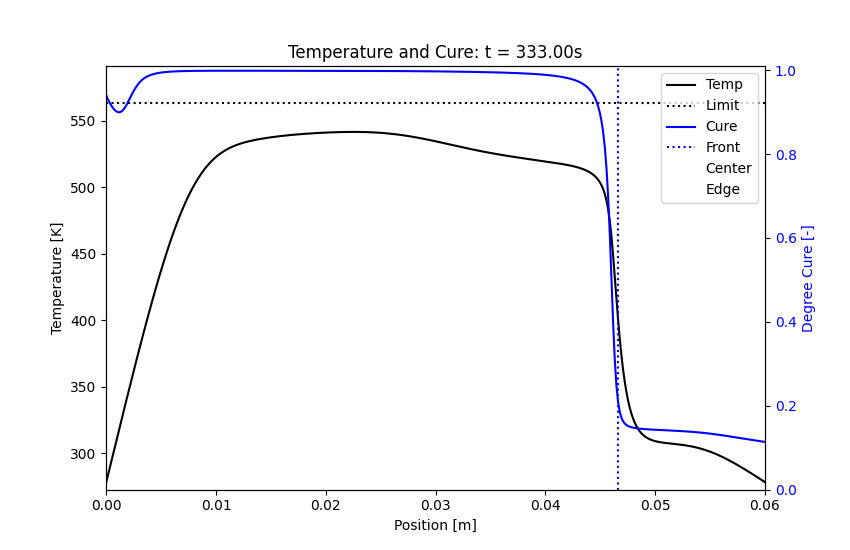 Temperature and Cure: t = 333.00s
Temp
Limit
Cure
Front
Center
Edge
Temperature [K]
550
500
450
400
350
300
Degree Cure [-]
1.0
0.8
0.6
0.4
0.2
0.0
0.00 0.01 0.02 0.03 0.04 0.05 0.06
Position [m]